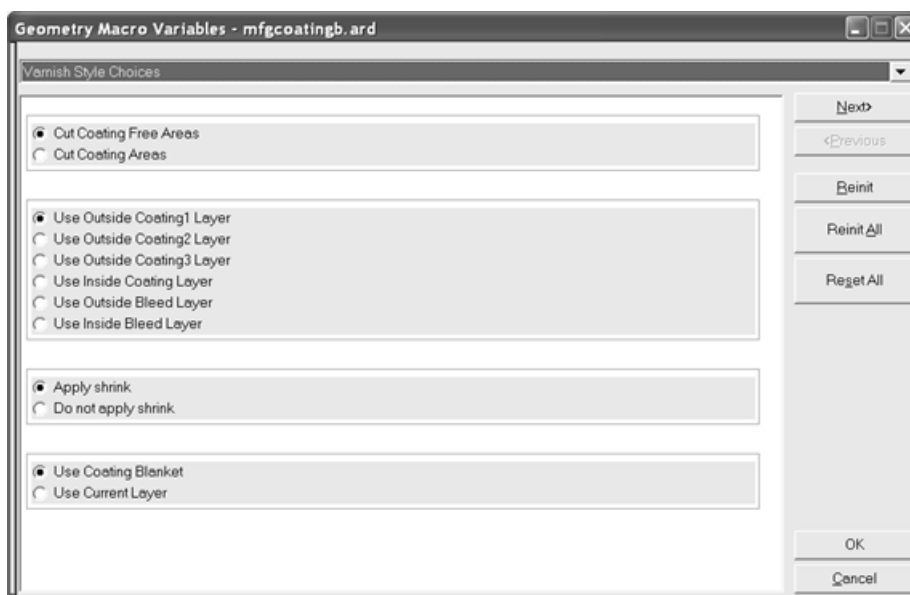 Geometry Macro Variables - mfgcoatingb.ard
Varnish Style Choices
Cut Coating Free Areas
Cut Coating Areas
Use Outside Coating1 Layer
Use Outside Coating2 Layer
Use Outside Coating3 Layer
Use Inside Coating Layer
Use Outside Bleed Layer
Use Inside Bleed Layer
Apply shrink
Do not apply shrink
Use Coating Blanket
Use Current Layer
Next>
<Previous
Reinit
Reinit All
Reset All
OK
Cancel